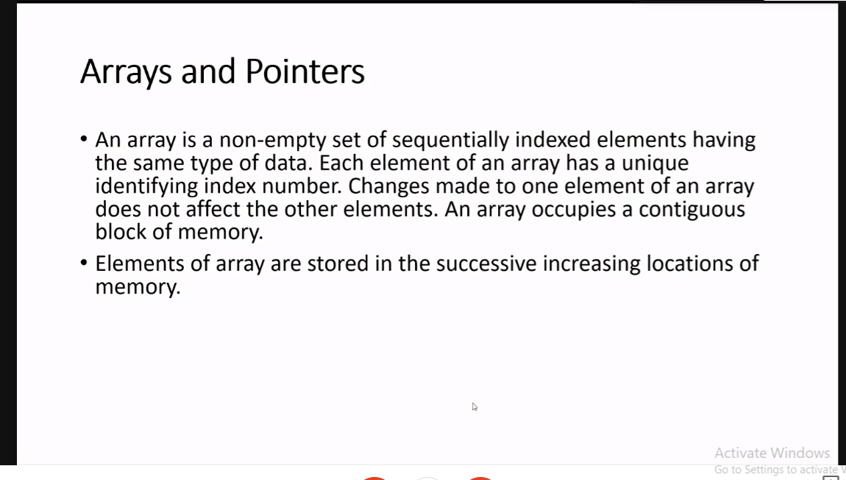 Arrays and Pointers
• An array is a non-empty set of sequentially indexed elements having
the same type of data. Each element of an array has a unique
identifying index number. Changes made to one element of an array
does not affect the other elements. An array occupies a contiguous
block of memory.
• Elements of array are stored in the successive increasing locations of
memory.
Activate Windows
Go to Settings to activate W